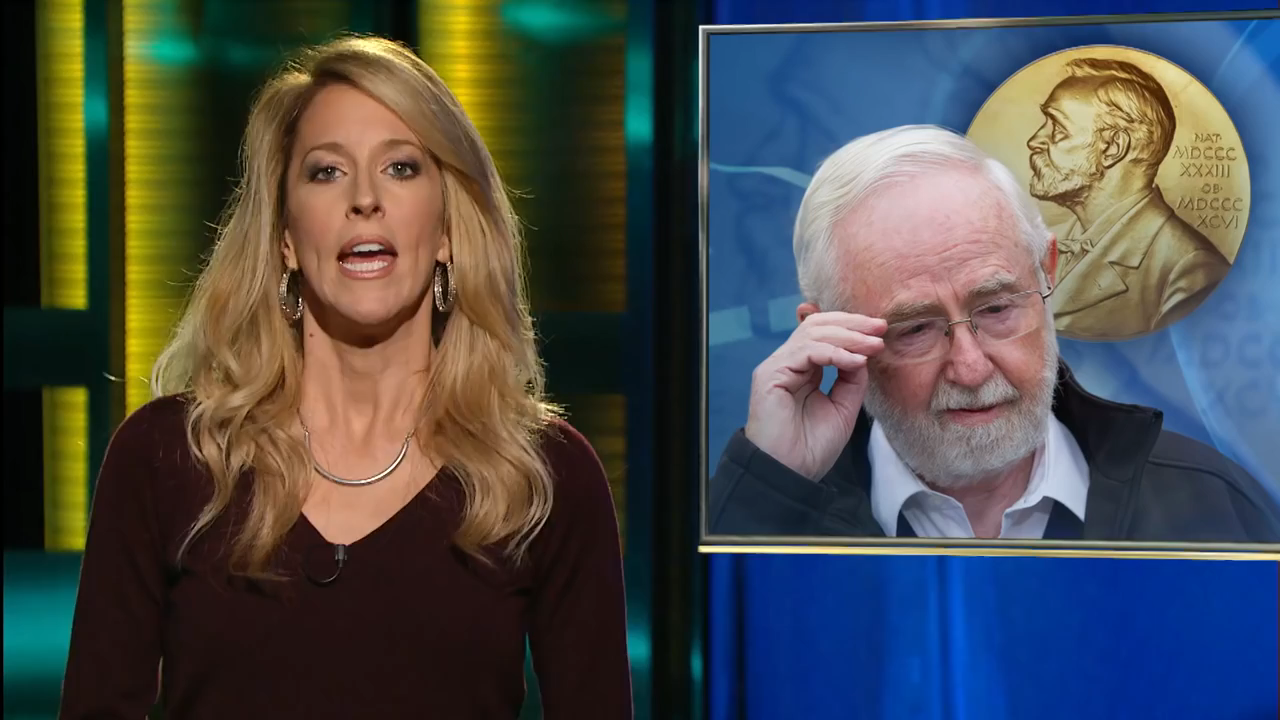 NAT·
MDCCC
XXXIII
OB·
MDCCC
XCVI